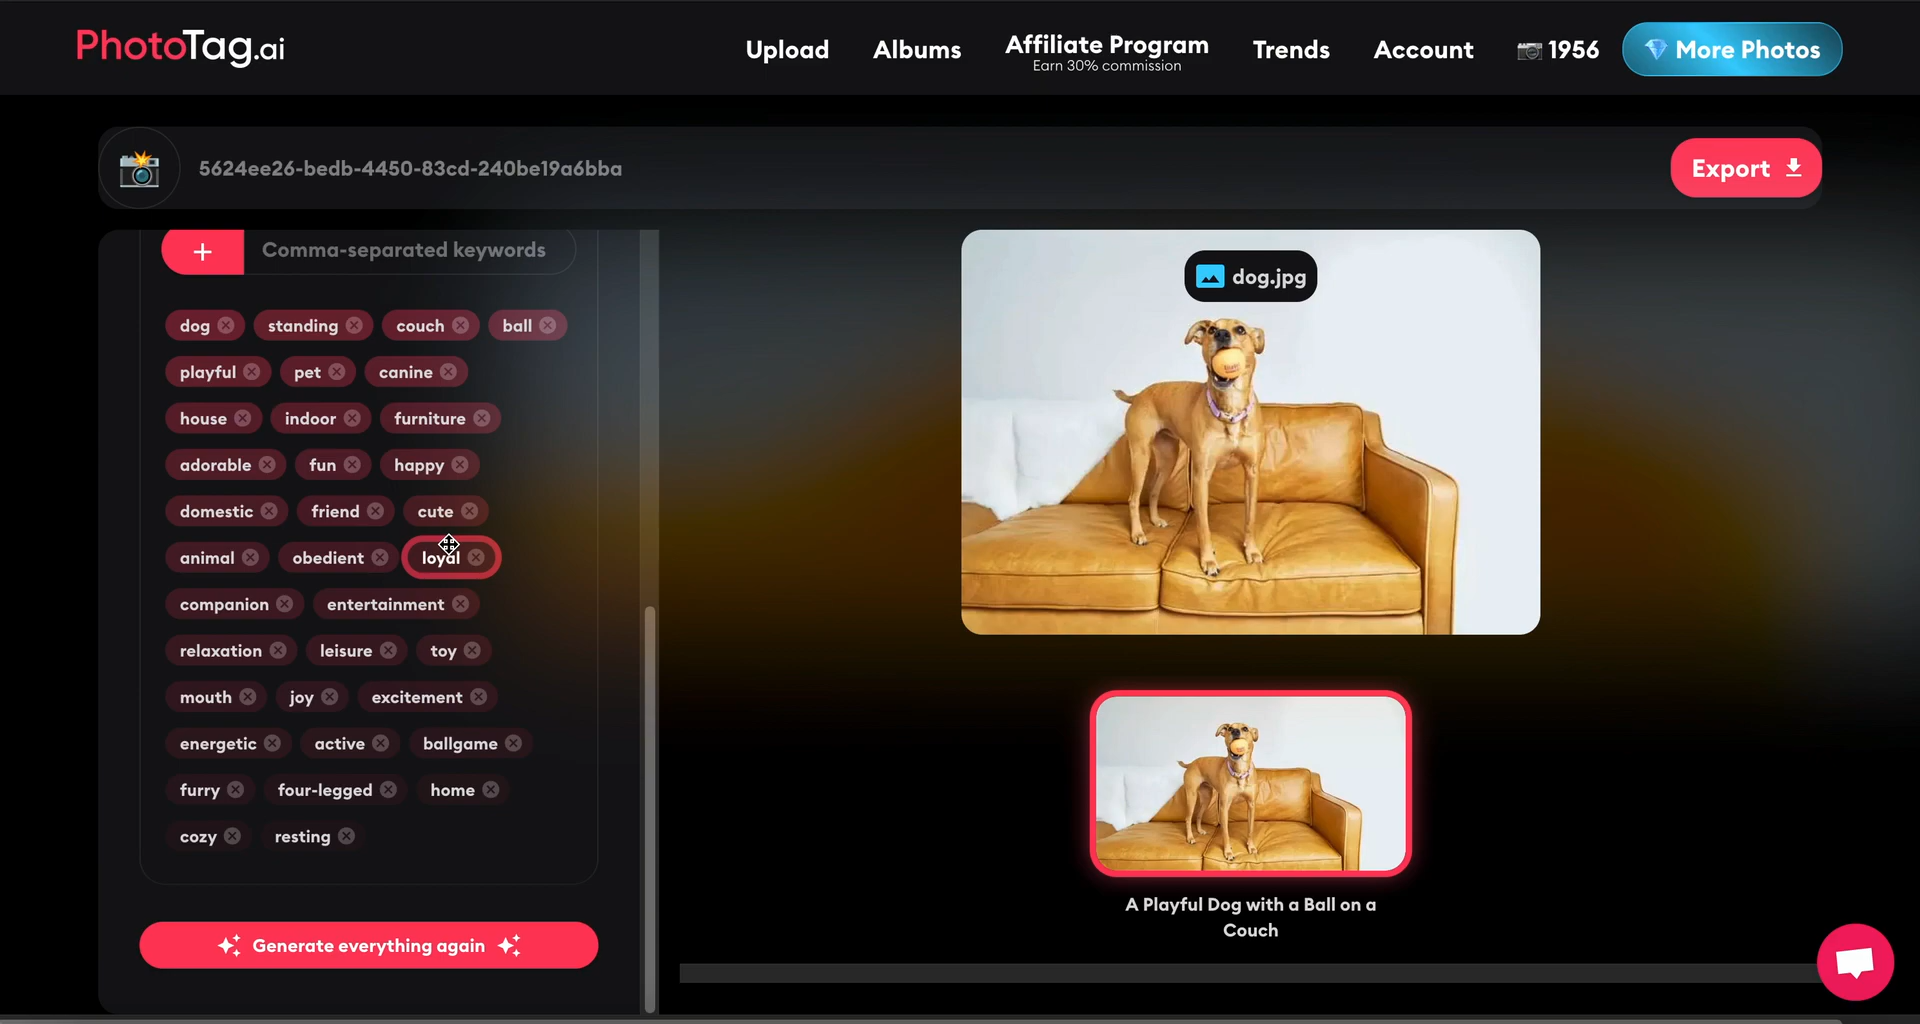 PhotoTag.ai
Upload
Albums
Affiliate Program
Earn 30% commission
Trends
Account
1956
More Photos
5624ee26-bedb-4450-83cd-240be19a6bba
Export
Comma-separated keywords
dog standing couch ball
playful pet canine
house indoor furniture
adorable fun happy
domestic friend cute
animal obedient loyal
companion entertainment
relaxation leisure toy
mouth joy excitement
energetic active ballgame
furry four-legged home
cozy resting
Generate everything again
dog.jpg
A Playful Dog with a Ball on a
Couch